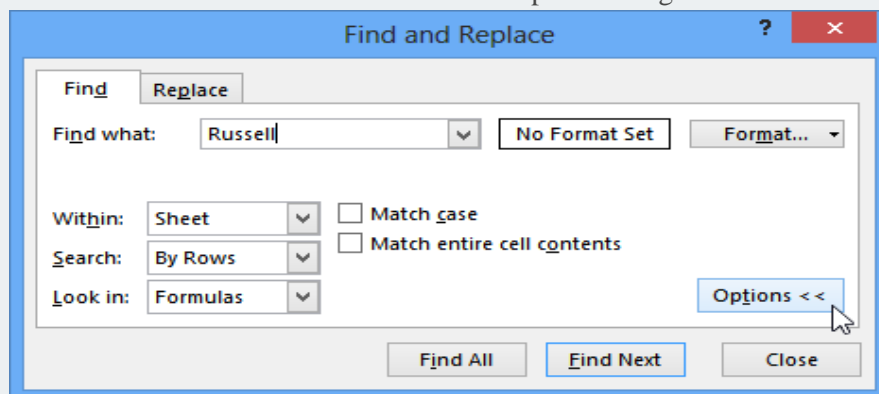 Find and Replace ? ×
Find Replace
Find what: Russell No Format Set Format...
Within: Sheet Match case
Match entire cell contents
Search: By Rows
Look in: Formulas Options <<
Find All Find Next Close